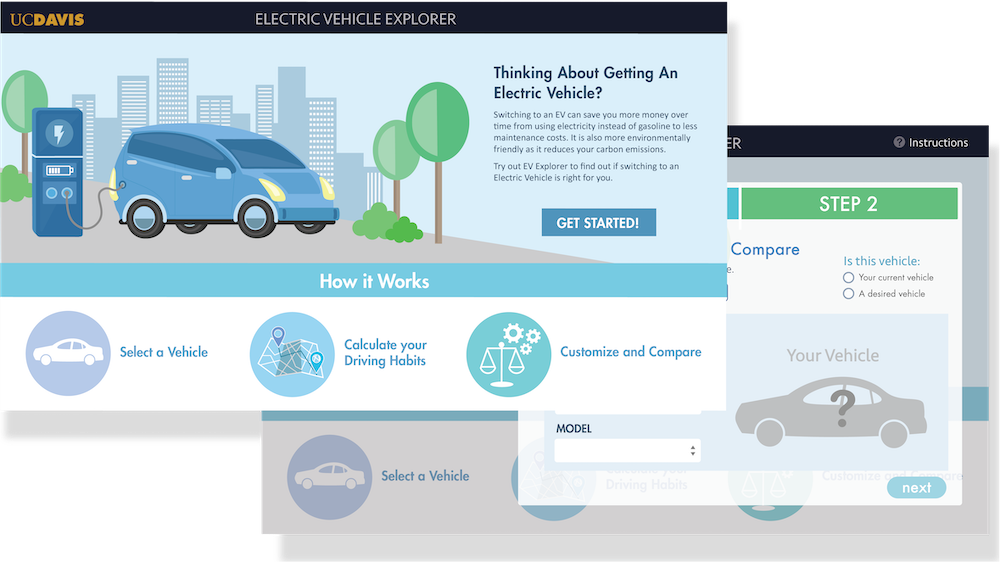 UCDAVIS
ELECTRIC VEHICLE EXPLORER
Thinking About Getting An
Electric Vehicle?
Switching to an EV can save you more money over
time from using electricity instead of gasoline to less
maintenance costs. It is also more environmentally
friendly as it reduces your carbon emissions.
Try out EV Explorer to find out if switching to an
Electric Vehicle is right for you.
GET STARTED!
How it Works
Select a Vehicle
Calculate your
Driving Habits
Customize and Compare
ER
? Instructions
STEP 2
Compare
e.
Is this vehicle:
Your current vehicle
A desired vehicle
Your Vehicle
?
MODEL
next
Select a Vehicle
Calculate your
Driving Habits
Customize and Compare